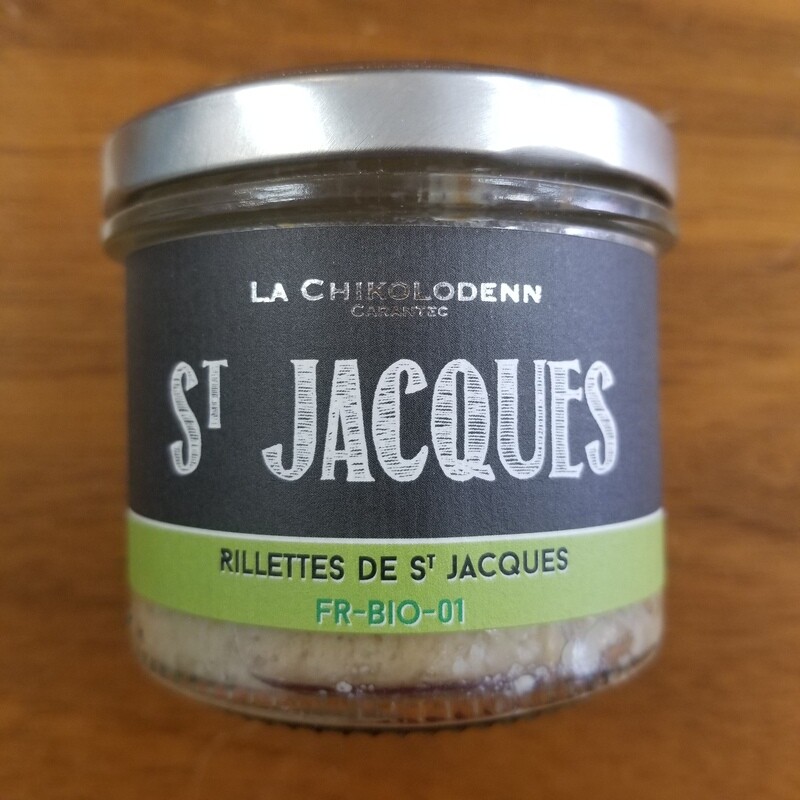 LA CHIKOLODENN
CARANTEC
ST JACQUES
RILLETTES DE ST JACQUES
FR-BIO-01